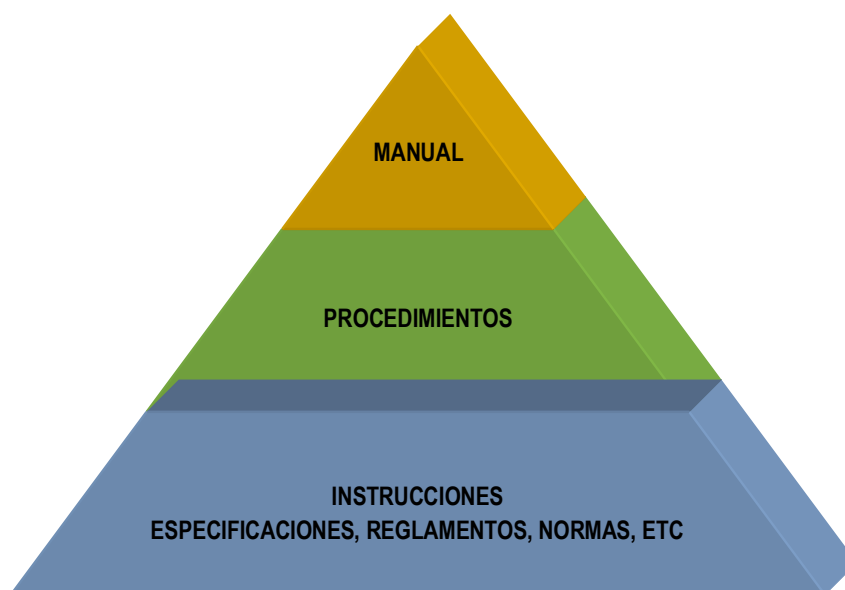 MANUAL
PROCEDIMIENTOS
INSTRUCCIONES
ESPECIFICACIONES, REGLAMENTOS, NORMAS, ETC